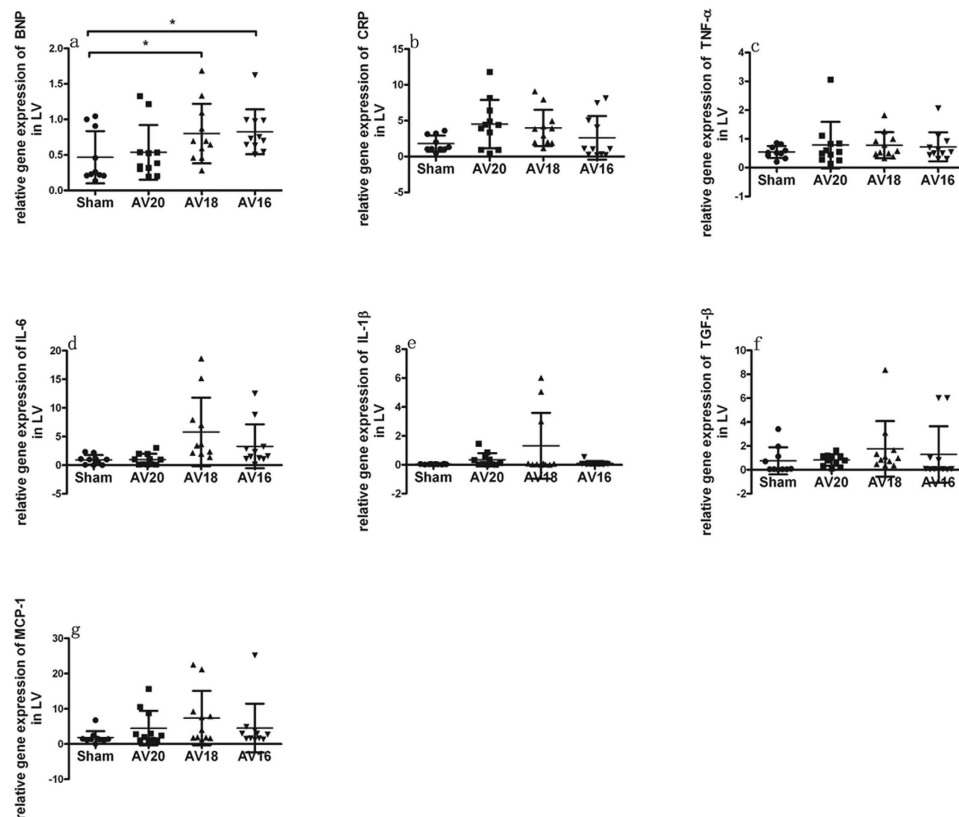 relative gene expression of BNP
in LV
a
*
*
2.0
1.5
1.0
0.5
0.0
Sham
AV20
AV18
AV16
relative gene expression of CRP
in LV
b
15
10
5
0
-5
Sham
AV20
AV18
AV16
relative gene expression of TNF-α
in LV
c
4
3
2
1
0
-1
Sham
AV20
AV18
AV16
relative gene expression of IL-6
in LV
d
20
15
10
5
0
-5
Sham
AV20
AV18
AV16
relative gene expression of IL-1β
in LV
e
8
6
4
2
0
-2
Sham
AV20
AV18
AV16
relative gene expression of TGF-β
in LV
f
10
8
6
4
2
0
-2
Sham
AV20
AV18
AV16
relative gene expression of MCP-1
in LV
g
30
20
10
0
-10
Sham
AV20
AV18
AV16